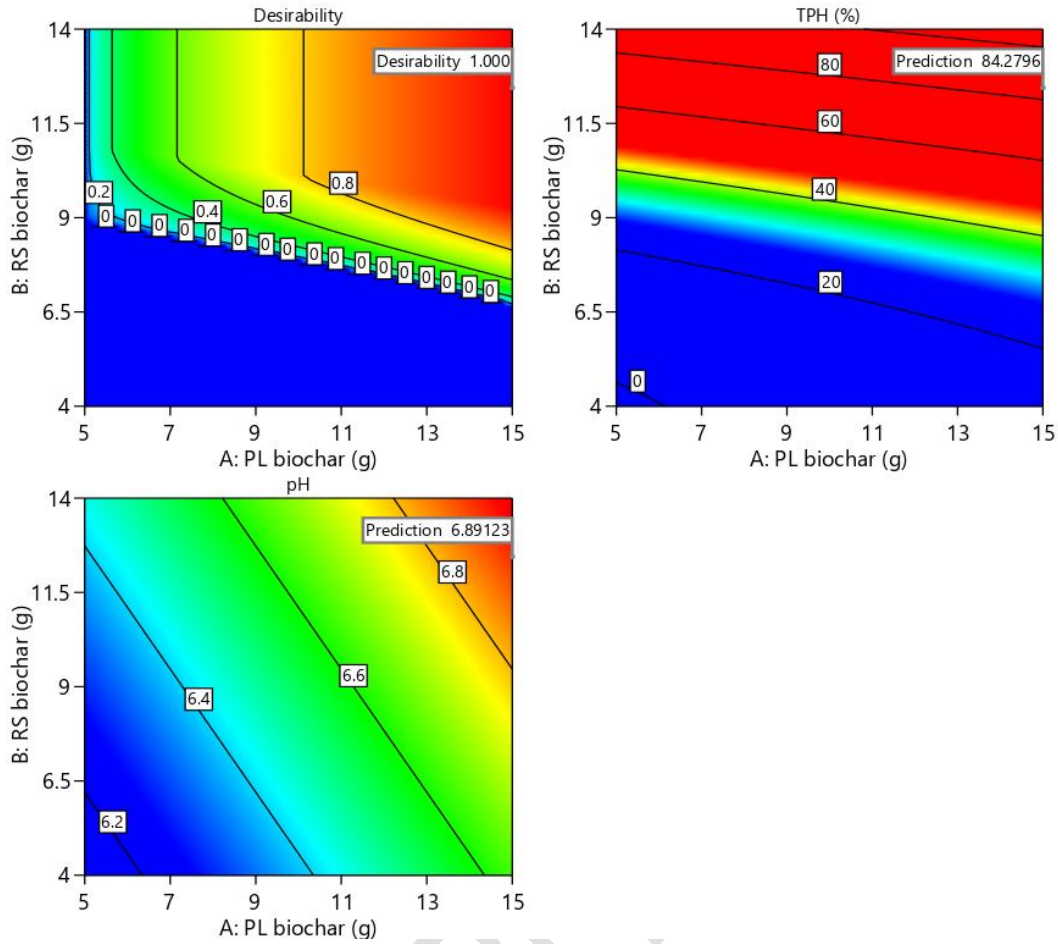 Desirability
14
11.5
9
6.5
4
B: RS biochar (g)
Desirability 1.000
0.2
0.4
0.6
0.8
0 0 0 0 0 0 0 0 0 0 0 0 0 0 0 0
5 7 9 11 13 15
A: PL biochar (g)
TPH (%)
14
11.5
9
6.5
4
B: RS biochar (g)
Prediction 84.2796
80
60
40
20
0
5 7 9 11 13 15
A: PL biochar (g)
pH
14
11.5
9
6.5
4
B: RS biochar (g)
Prediction 6.89123
6.8
6.6
6.4
6.2
5 7 9 11 13 15
A: PL biochar (g)